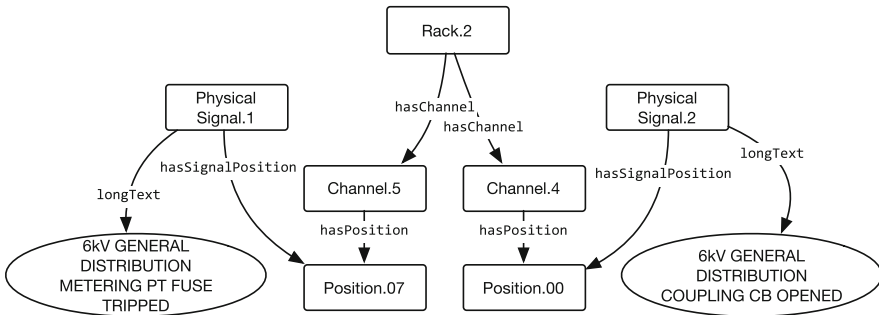 Rack.2
Physical
Signal.1
Physical
Signal.2
hasChannel
hasChannel
longText
hasSignalPosition
hasSignalPosition
longText
Channel.5
Channel.4
hasPosition
hasPosition
6kV GENERAL
DISTRIBUTION
METERING PT FUSE
TRIPPED
Position.07
Position.00
6kV GENERAL
DISTRIBUTION
COUPLING CB OPENED